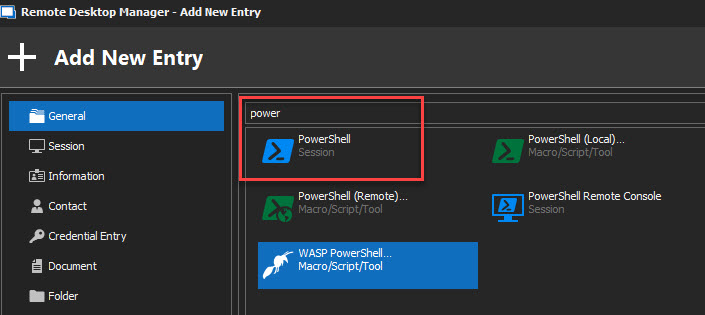 Remote Desktop Manager - Add New Entry
Add New Entry
General
Session
Information
Contact
Credential Entry
Document
Folder
power
PowerShell
Session
PowerShell (Local)...
Macro/Script/Tool
PowerShell (Remote)...
Macro/Script/Tool
PowerShell Remote Console
Session
WASP PowerShell...
Macro/Script/Tool